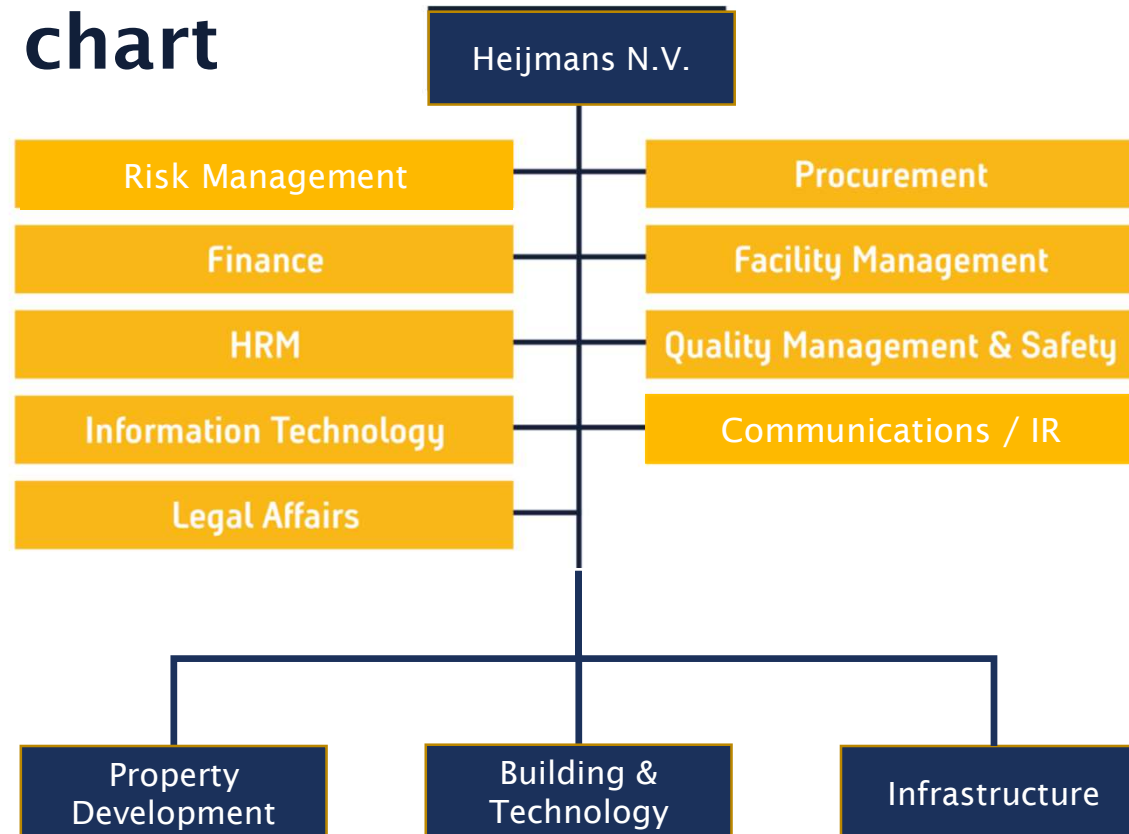 chart
Heijmans N.V.
Risk Management
Procurement
Finance
Facility Management
HRM
Quality Management & Safety
Information Technology
Communications / IR
Legal Affairs
Property
Development
Building &
Technology
Infrastructure